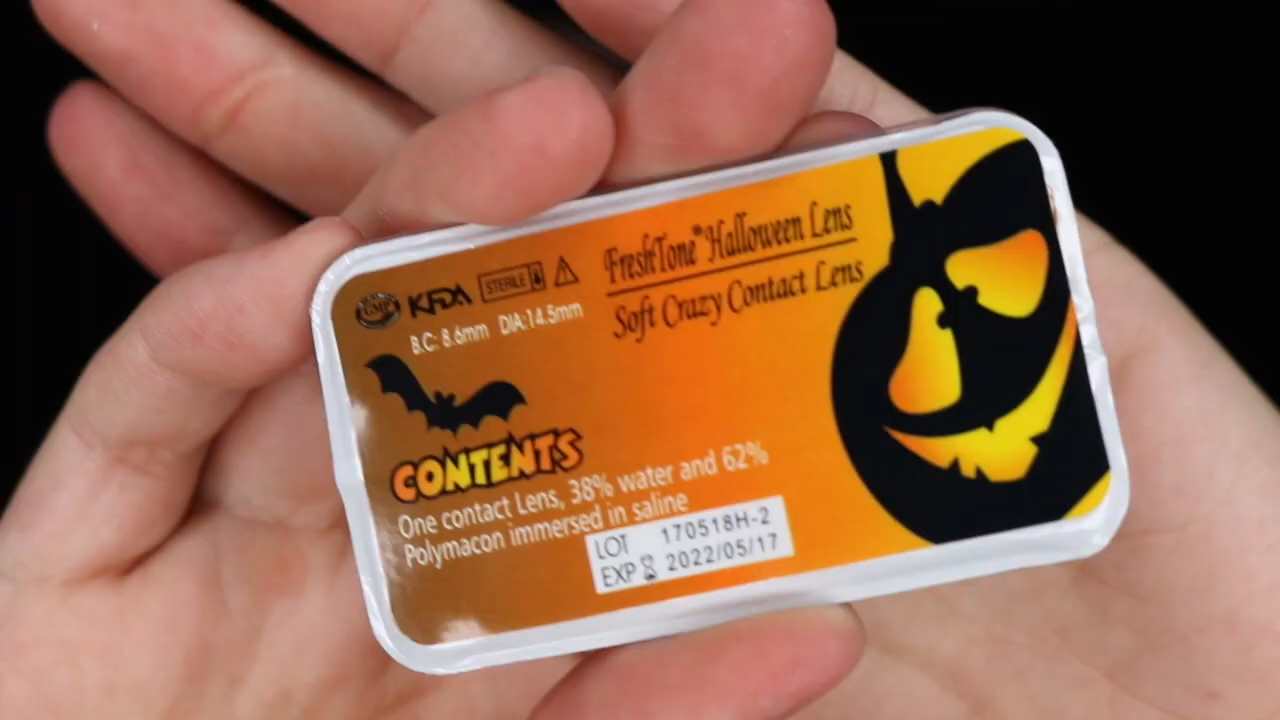 FreshTone® Halloween Lens
Soft Crazy Contact Lens
GMP KFDA STERILE
B.C: 8.6mm DIA:14.5mm
CONTENTS
One contact Lens, 38% water and 62%
Polymacon immersed in saline
LOT 170518H-2
EXP 2022/05/17